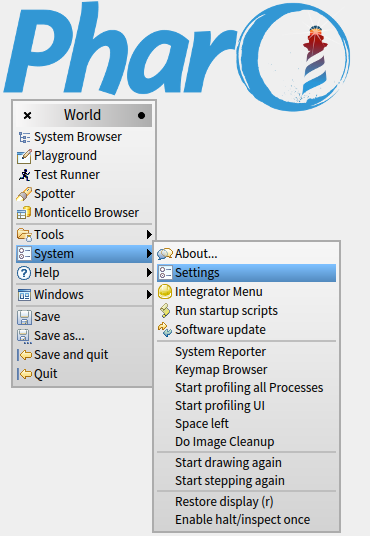 Pharo
World
System Browser
Playground
Test Runner
Spotter
Monticello Browser
Tools
System
Help
Windows
Save
Save as...
Save and quit
Quit
About...
Settings
Integrator Menu
Run startup scripts
Software update
System Reporter
Keymap Browser
Start profiling all Processes
Start profiling UI
Space left
Do Image Cleanup
Start drawing again
Start stepping again
Restore display (r)
Enable halt/inspect once